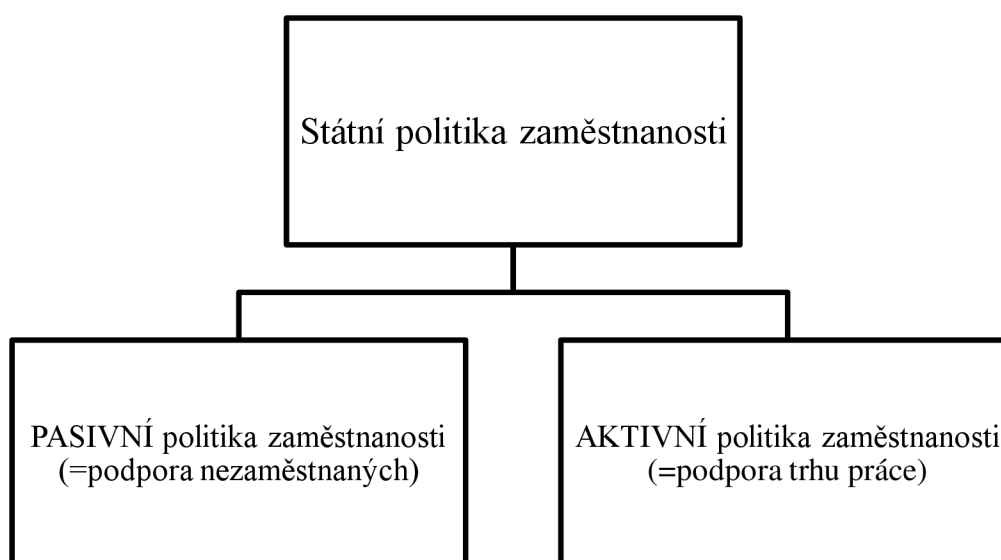 Státní politika zaměstnanosti
PASIVNÍ politika zaměstnanosti
(=podpora nezaměstnaných)
AKTIVNÍ politika zaměstnanosti
(=podpora trhu práce)